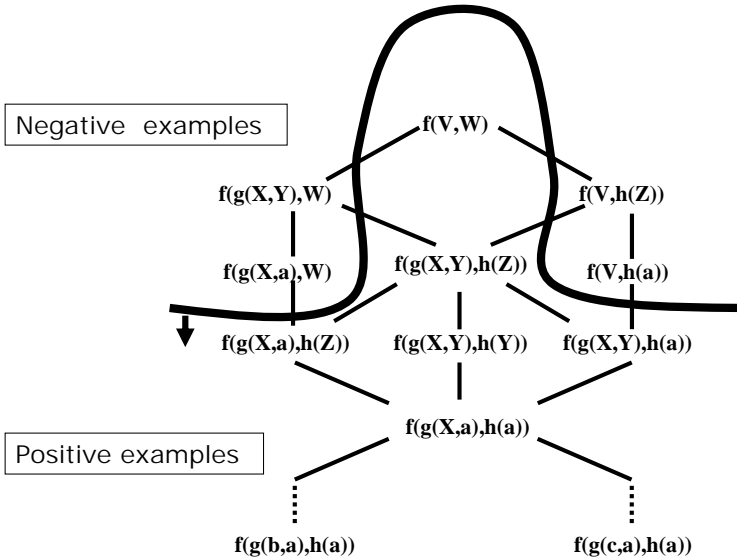 Negative examples
f(V,W)
f(g(X,Y),W)
f(V,h(Z))
f(g(X,a),W)
f(g(X,Y),h(Z))
f(V,h(a))
f(g(X,a),h(Z))
f(g(X,Y),h(Y))
f(g(X,Y),h(a))
f(g(X,a),h(a))
Positive examples
f(g(b,a),h(a))
f(g(c,a),h(a))